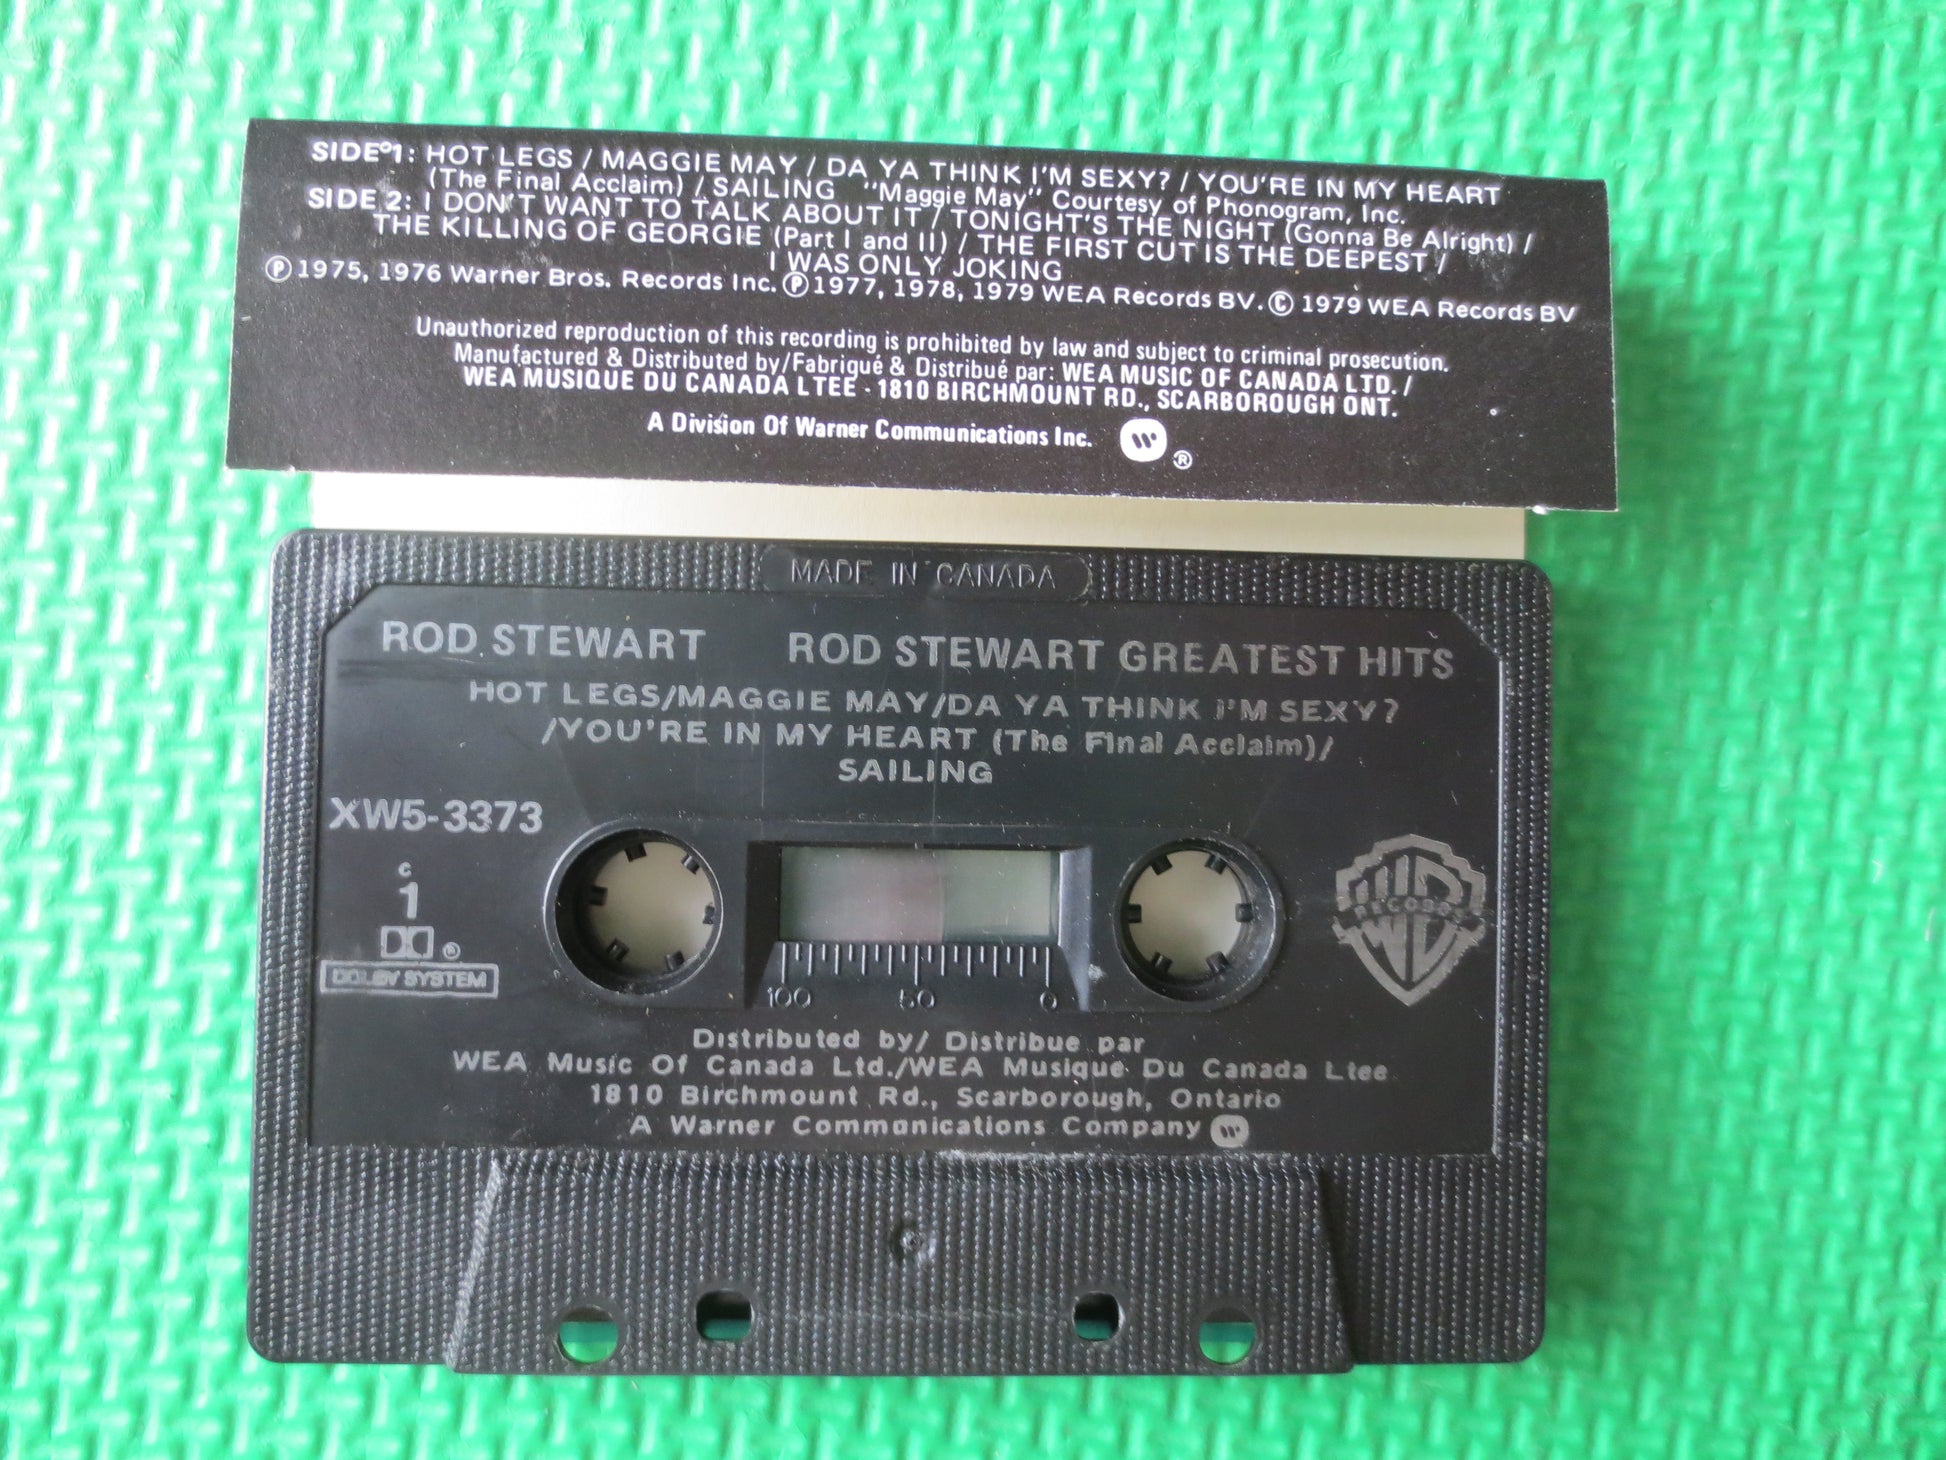 SIDE 1: HOT LEGS / MAGGIE MAY / DA YA THINK I'M SEXY? / YOU'RE IN MY HEART
(The Final Acclaim) / SAILING "Maggie May" Courtesy of Phonogram, Inc.
SIDE 2: I DON'T WANT TO TALK ABOUT IT / TONIGHT'S THE NIGHT (Gonna Be Alright) /
THE KILLING OF GEORGIE (Part I and II) / THE FIRST CUT IS THE DEEPEST /
I WAS ONLY JOKING
Ⓟ 1975, 1976 Warner Bros. Records Inc. Ⓟ 1977, 1978, 1979 WEA Records BV. © 1979 WEA Records BV
Unauthorized reproduction of this recording is prohibited by law and subject to criminal prosecution.
Manufactured & Distributed by/Fabriqué & Distribué par: WEA MUSIC OF CANADA LTD. /
WEA MUSIQUE DU CANADA LTEE - 1810 BIRCHMOUNT RD., SCARBOROUGH ONT.
A Division Of Warner Communications Inc. ®
MADE IN CANADA
ROD STEWART ROD STEWART GREATEST HITS
HOT LEGS/MAGGIE MAY/DA YA THINK I'M SEXY?
/YOU'RE IN MY HEART (The Final Acclaim)/
SAILING
XW5-3373
c
1
®
DOLBY SYSTEM
WB
RECORDS
100 50 0
Distributed by/ Distribue par
WEA Music Of Canada Ltd./WEA Musique Du Canada Ltee
1810 Birchmount Rd., Scarborough, Ontario
A Warner Communications Company